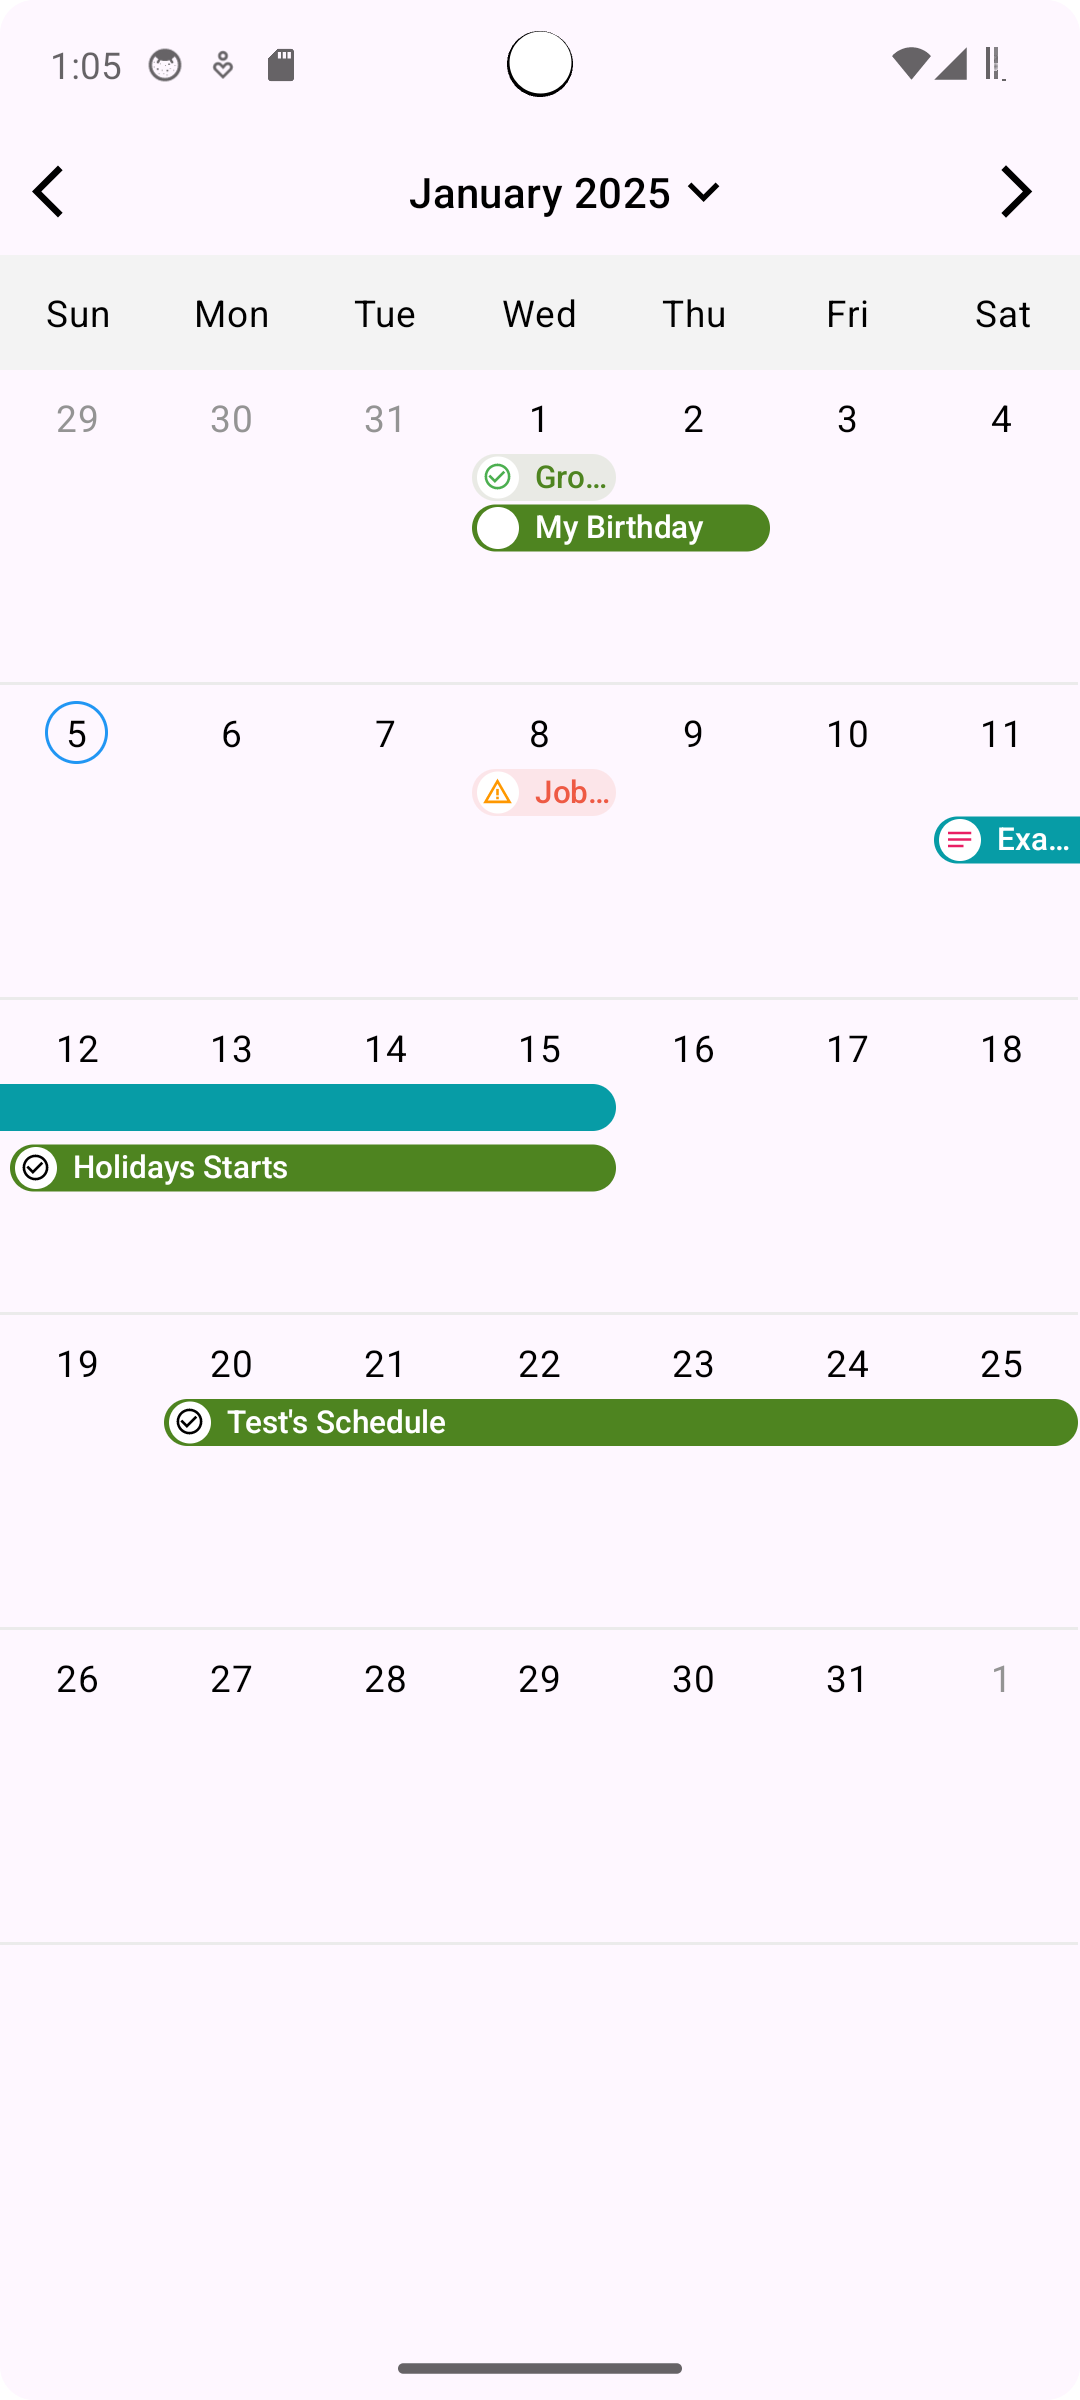 1:05
January 2025
Sun Mon Tue Wed Thu Fri Sat
29 30 31 1 2 3 4
Gro...
My Birthday
5 6 7 8 9 10 11
Job...
Exa...
12 13 14 15 16 17 18
Holidays Starts
19 20 21 22 23 24 25
Test's Schedule
26 27 28 29 30 31 1